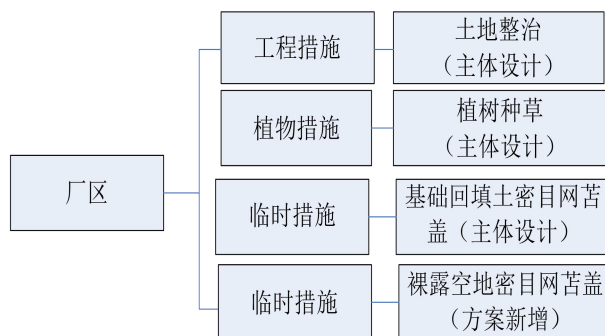 厂区
工程措施
土地整治
（主体设计）
植物措施
植树种草
（主体设计）
临时措施
基础回填土密目网苫
盖（主体设计）
临时措施
裸露空地密目网苫盖
（方案新增）